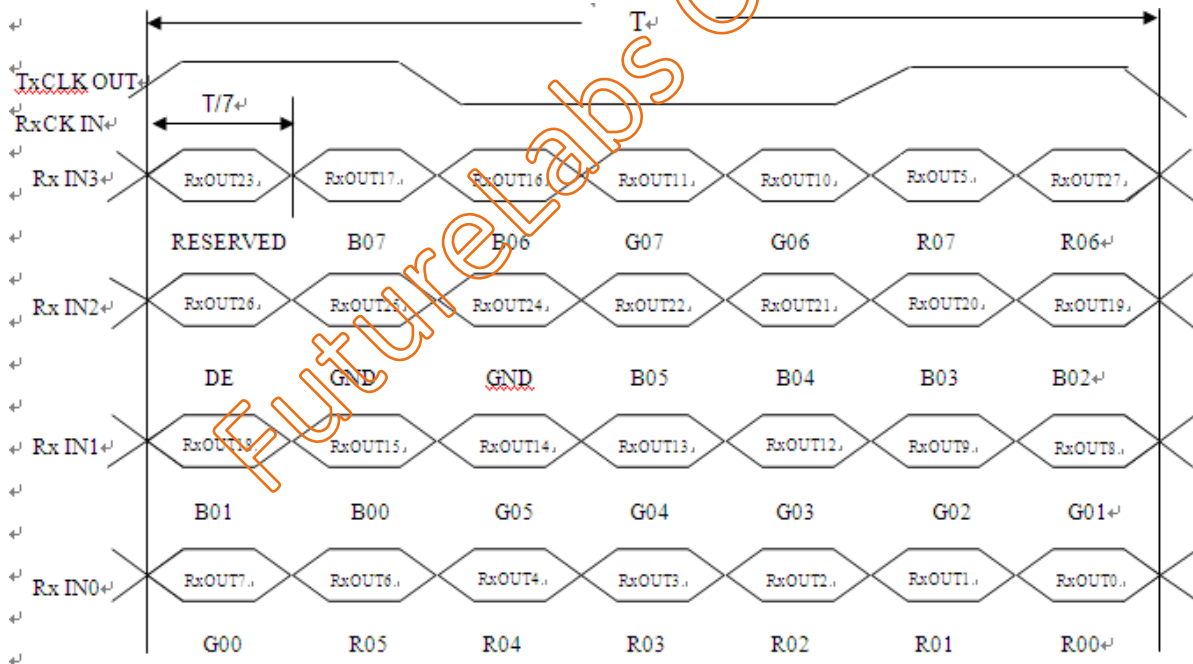 T
TxCLK OUT
T/7
RxCK IN
Rx IN3 RxOUT23 RxOUT17 RxOUT16 RxOUT11 RxOUT10 RxOUT5 RxOUT27
RESERVED B07 B06 G07 G06 R07 R06
Rx IN2 RxOUT26 RxOUT25 RxOUT24 RxOUT22 RxOUT21 RxOUT20 RxOUT19
DE GND GND B05 B04 B03 B02
Rx IN1 RxOUT18 RxOUT15 RxOUT14 RxOUT13 RxOUT12 RxOUT9 RxOUT8
B01 B00 G05 G04 G03 G02 G01
Rx IN0 RxOUT7 RxOUT6 RxOUT4 RxOUT3 RxOUT2 RxOUT1 RxOUT0
G00 R05 R04 R03 R02 R01 R00
FutureLabs